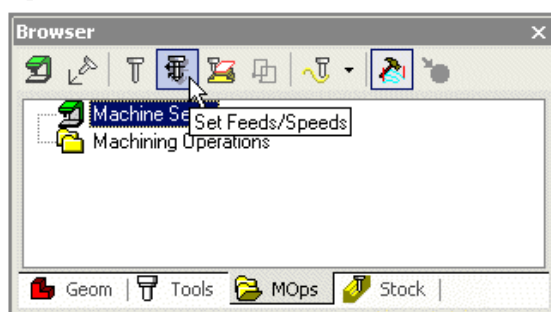 Browser
Machine Se
Set Feeds/Speeds
Machining Operations
Geom | Tools MOps Stock |